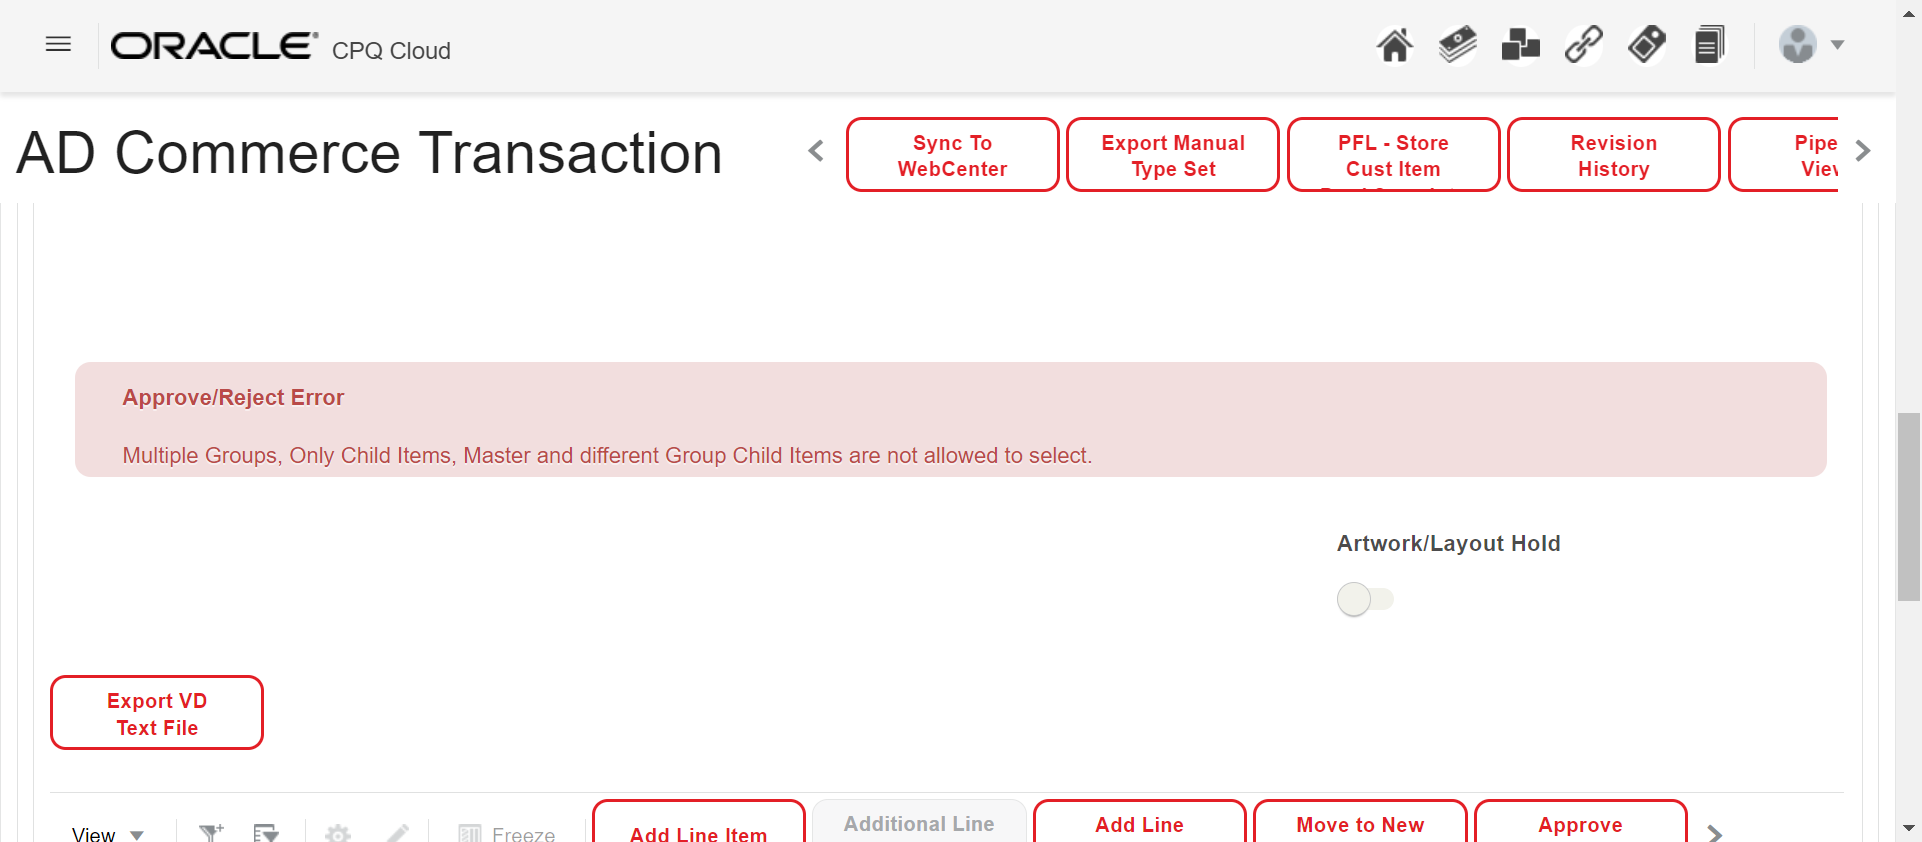 ORACLE® CPQ Cloud
AD Commerce Transaction
Sync To
WebCenter
Export Manual
Type Set
PFL - Store
Cust Item
Revision
History
Pipe
View
Approve/Reject Error
Multiple Groups, Only Child Items, Master and different Group Child Items are not allowed to select.
Artwork/Layout Hold
Export VD
Text File
View
Freeze
Add Line Item
Additional Line
Add Line
Move to New
Approve